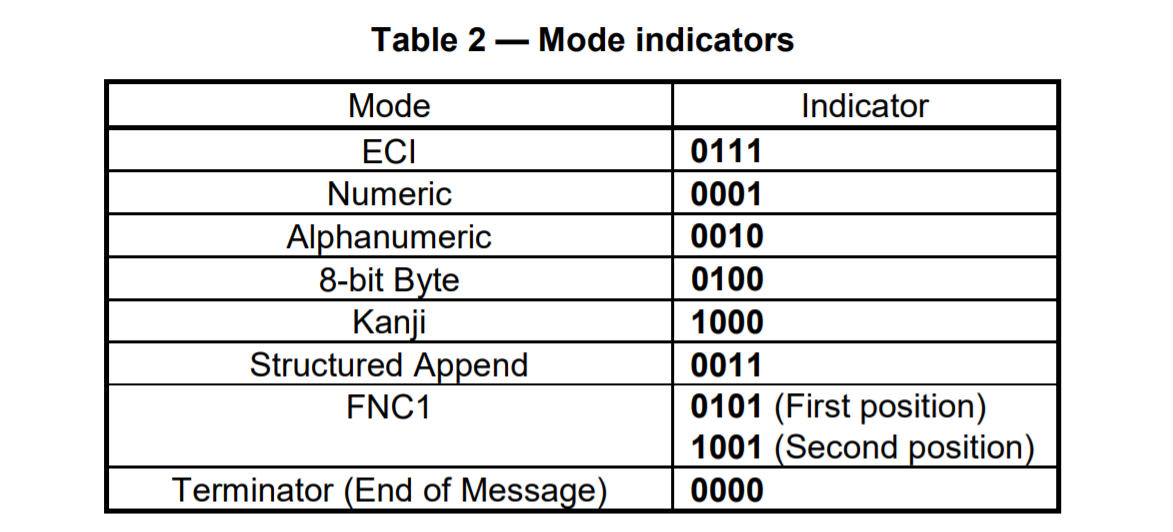 Table 2 — Mode indicators
Mode Indicator
ECI 0111
Numeric 0001
Alphanumeric 0010
8-bit Byte 0100
Kanji 1000
Structured Append 0011
FNC1 0101 (First position)
1001 (Second position)
Terminator (End of Message) 0000